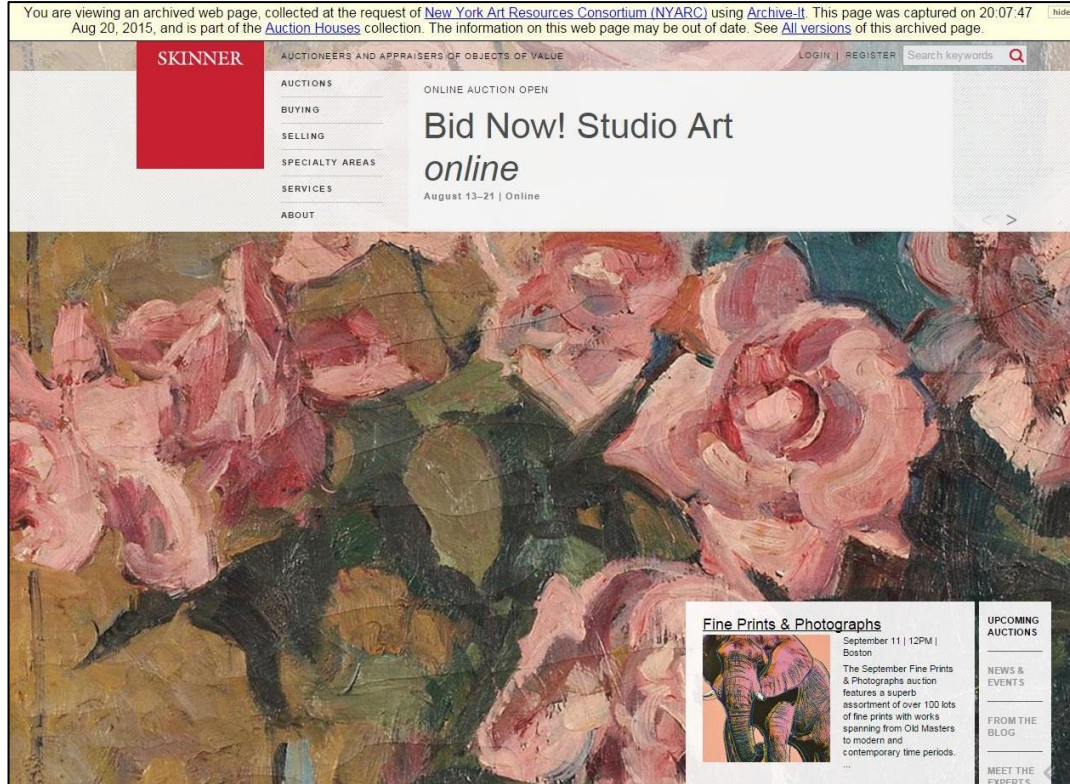 You are viewing an archived web page, collected at the request of New York Art Resources Consortium (NYARC) using Archive-It. This page was captured on 20:07:47
hide
Aug 20, 2015, and is part of the Auction Houses collection. The information on this web page may be out of date. See All versions of this archived page.
SKINNER
AUCTIONEERS AND APPRAISERS OF OBJECTS OF VALUE
LOGIN | REGISTER
Search keywords
AUCTIONS
BUYING
SELLING
SPECIALTY AREAS
SERVICES
ABOUT
ONLINE AUCTION OPEN
Bid Now! Studio Art
online
August 13–21 | Online
< >
Fine Prints & Photographs
September 11 | 12PM |
Boston
The September Fine Prints
& Photographs auction
features a superb
assortment of over 100 lots
of fine prints with works
spanning from Old Masters
to modern and
contemporary time periods.
...
UPCOMING
AUCTIONS
NEWS &
EVENTS
FROM THE
BLOG
MEET THE
EXPERTS